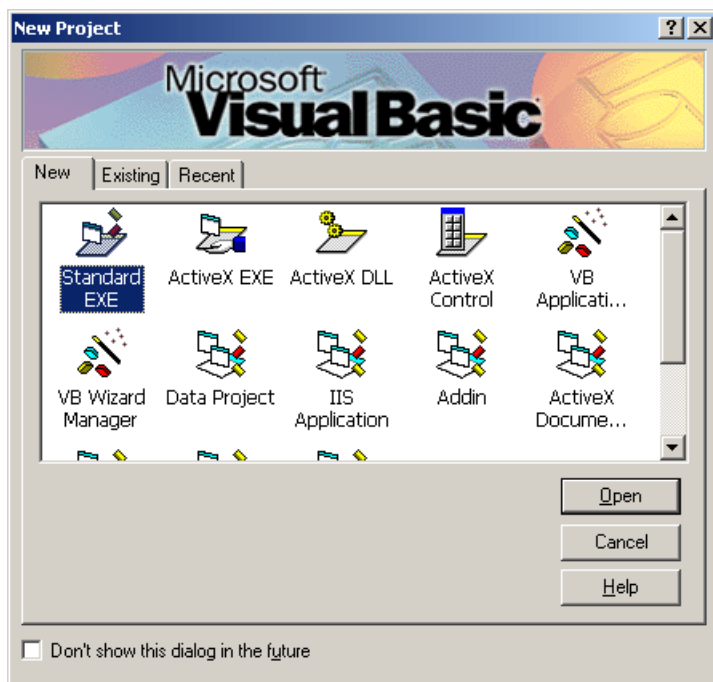 New Project
Microsoft
Visual Basic
New Existing Recent
Standard EXE
ActiveX EXE
ActiveX DLL
ActiveX Control
VB Applicati...
VB Wizard Manager
Data Project
IIS Application
Addin
ActiveX Docume...
Open
Cancel
Help
Don't show this dialog in the future